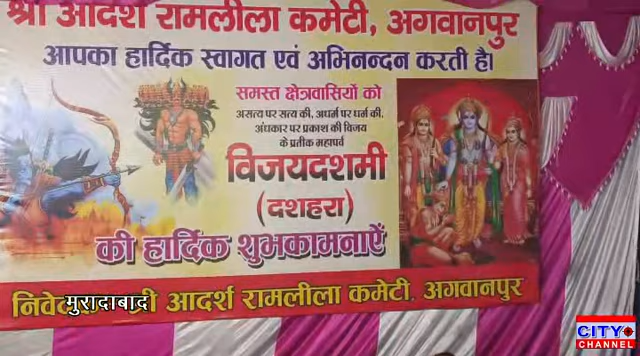 श्री आदर्श रामलीला कमेटी, अगवानपुर
आपका हार्दिक स्वागत एवं अभिनन्दन करती है।
समस्त क्षेत्रवासियों को
असत्य पर सत्य की, अधर्म पर धर्म की,
अंधकार पर प्रकाश की विजय
के प्रतीक महापर्व
विजयदशमी
(दशहरा)
की हार्दिक शुभकामनाऐं
मुरादाबाद
श्री आदर्श रामलीला कमेटी, अगवानपुर
CITY
CHANNEL